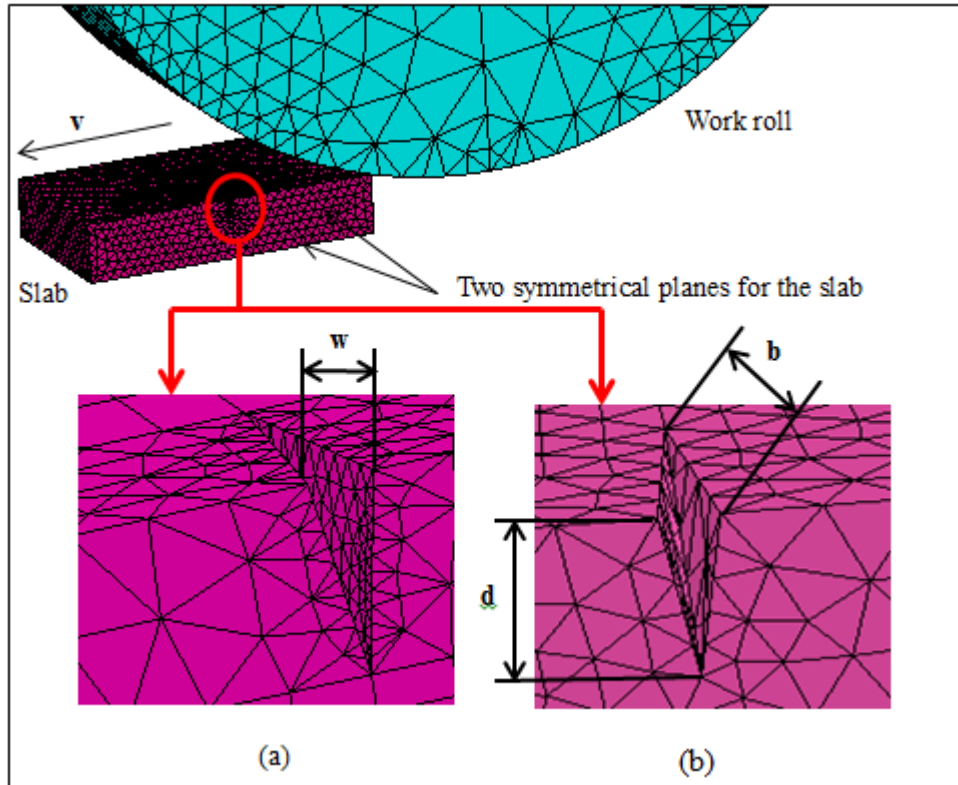 Work roll
v
Slab
Two symmetrical planes for the slab
w
b
d
(a)
(b)